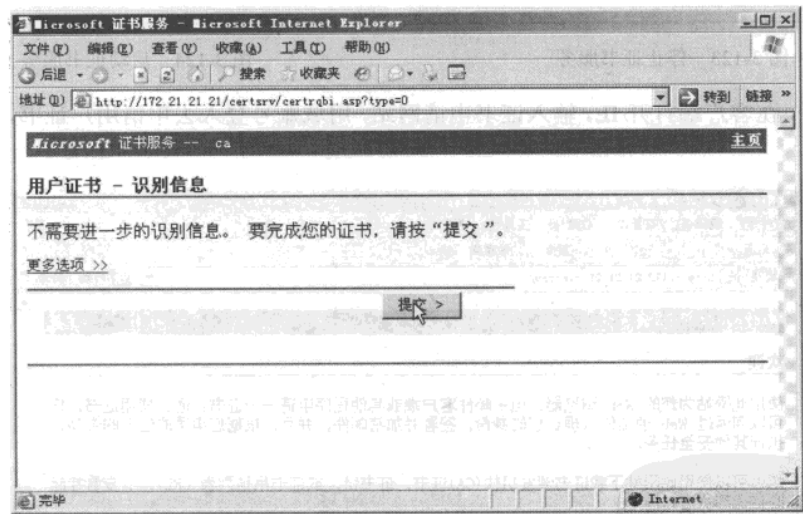 Microsoft 证书服务 - Microsoft Internet Explorer
文件(F) 编辑(E) 查看(V) 收藏(A) 工具(T) 帮助(H)
后退 搜索 收藏夹
地址(D) http://172.21.21.21/certsrv/certrqbi.asp?type=0 转到 链接 »
Microsoft 证书服务 -- ca 主页
用户证书 - 识别信息
不需要进一步的识别信息。 要完成您的证书，请按“提交”。
更多选项 >>
提交 >
完毕 Internet